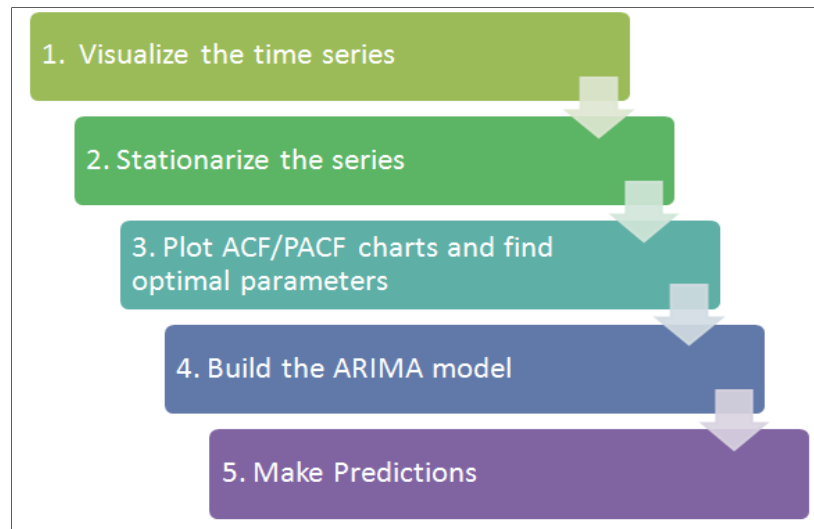 1. Visualize the time series
2. Stationarize the series
3. Plot ACF/PACF charts and find
optimal parameters
4. Build the ARIMA model
5. Make Predictions